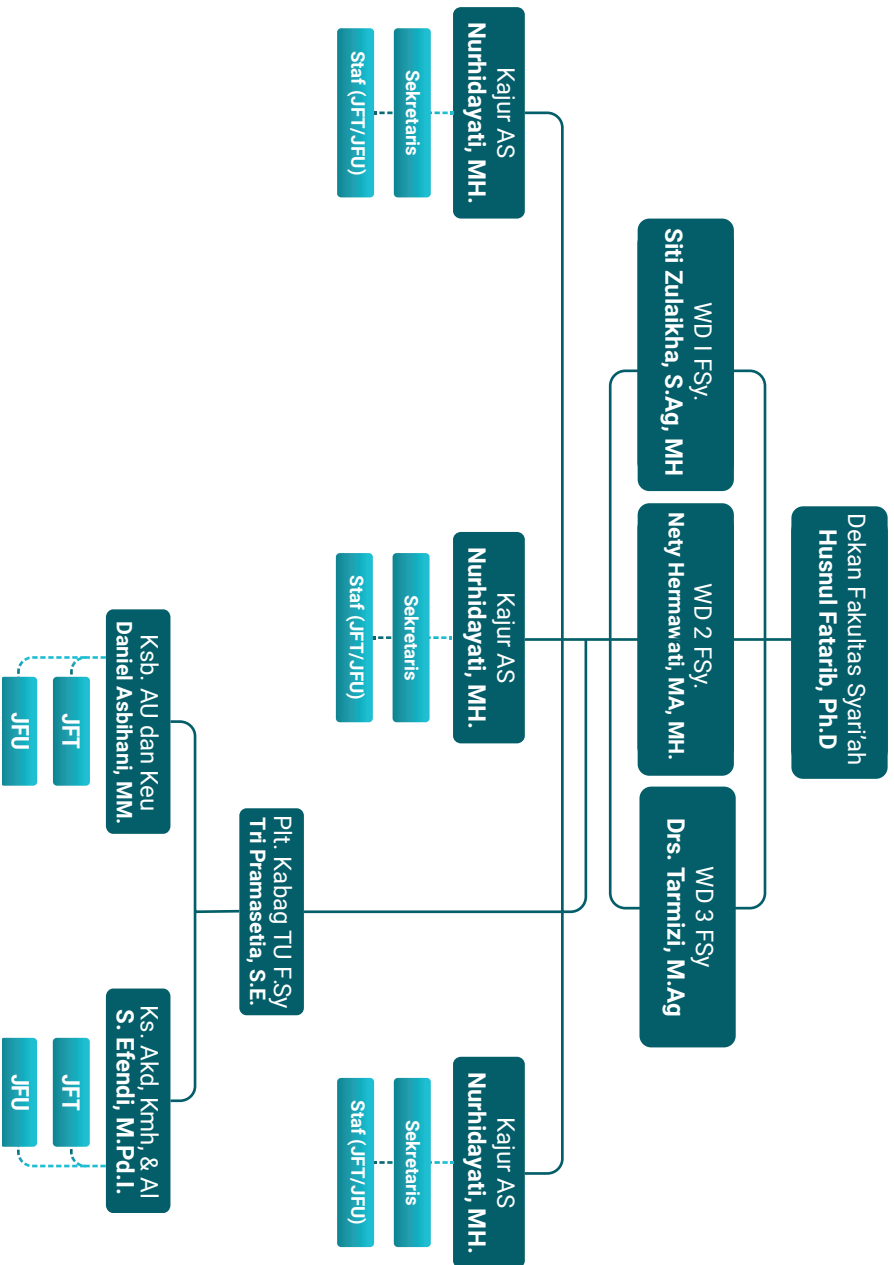 Dekan Fakultas Syari'ah
Husnul Fatarib, Ph.D
WD I FSy.
Siti Zulaikha, S.Ag, MH
WD 2 FSy.
Nety Hermawati, MA, MH.
WD 3 FSy
Drs. Tarmizi, M.Ag
Kajur AS
Nurhidayati, MH.
Sekretaris
Staf (JFT/JFU)
Kajur AS
Nurhidayati, MH.
Sekretaris
Staf (JFT/JFU)
Kajur AS
Nurhidayati, MH.
Sekretaris
Staf (JFT/JFU)
Plt. Kabag TU F.Sy
Tri Pramasetia, S.E.
Ksb. AU dan Keu
Daniel Asbihani, MM.
JFT
JFU
Ks. Akd, Kmh, & Al
S. Efendi, M.Pd.I.
JFT
JFU